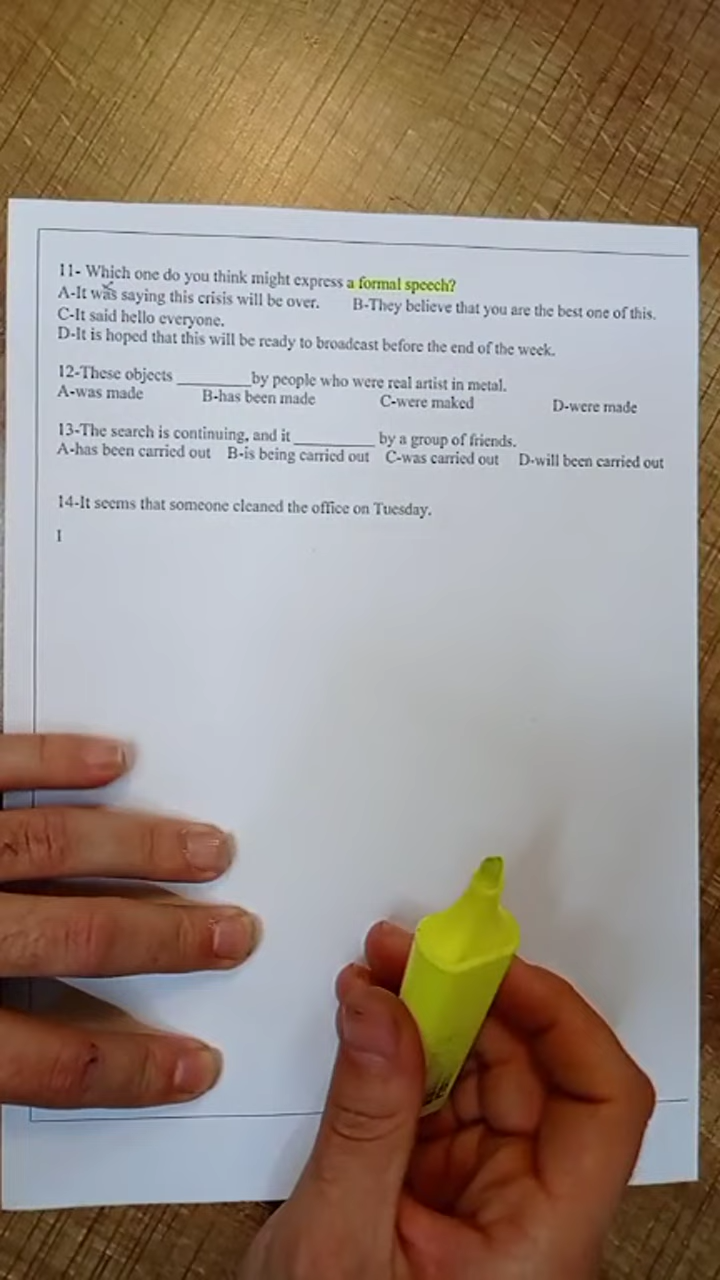 11- Which one do you think might express a formal speech?
A-It was saying this crisis will be over. B-They believe that you are the best one of this.
C-It said hello everyone.
D-It is hoped that this will be ready to broadcast before the end of the week.
12-These objects ________by people who were real artist in metal.
A-was made B-has been made C-were maked D-were made
13-The search is continuing, and it_________ by a group of friends.
A-has been carried out B-is being carried out C-was carried out D-will been carried out
14-It seems that someone cleaned the office on Tuesday.
I